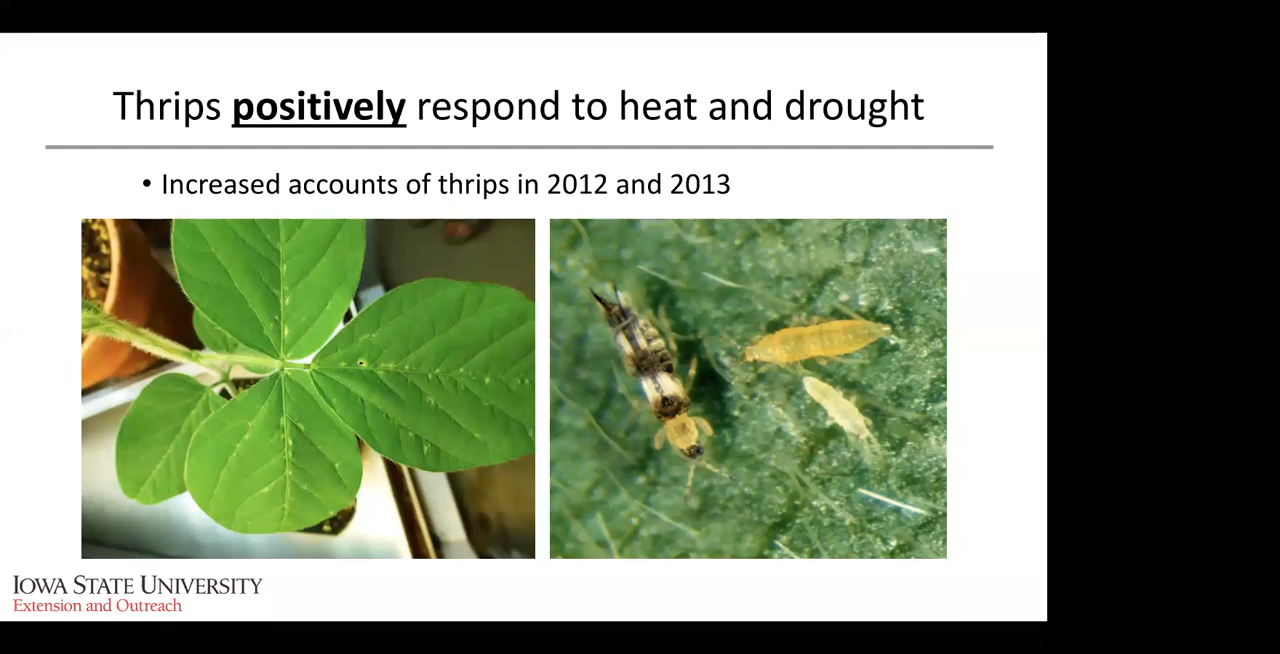 Thrips positively respond to heat and drought
• Increased accounts of thrips in 2012 and 2013
IOWA STATE UNIVERSITY
Extension and Outreach